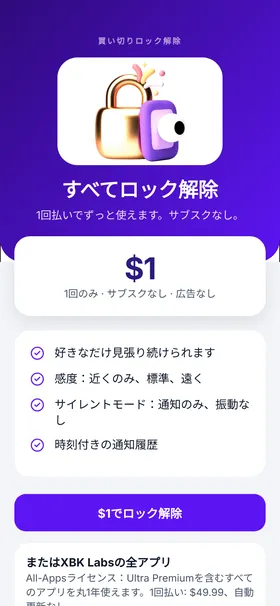 買い切りロック解除
すべてロック解除
1回払いでずっと使えます。サブスクなし。
$1
1回のみ · サブスクなし · 広告なし
好きなだけ見張り続けられます
感度：近くのみ、標準、遠く
サイレントモード：通知のみ、振動な
し
時刻付きの通知履歴
$1でロック解除
またはXBK Labsの全アプリ
All-Appsライセンス：Ultra Premiumを含むすべて
のアプリを丸1年使えます。1回払い: $49.99、自動
更新なし